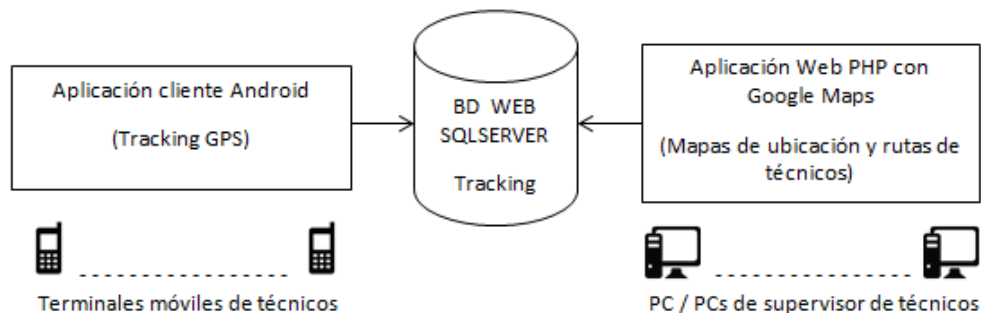 Aplicación cliente Android
(Tracking GPS)
BD WEB
SQLSERVER
Tracking
Aplicación Web PHP con
Google Maps
(Mapas de ubicación y rutas de
técnicos)
Terminales móviles de técnicos
PC / PCs de supervisor de técnicos